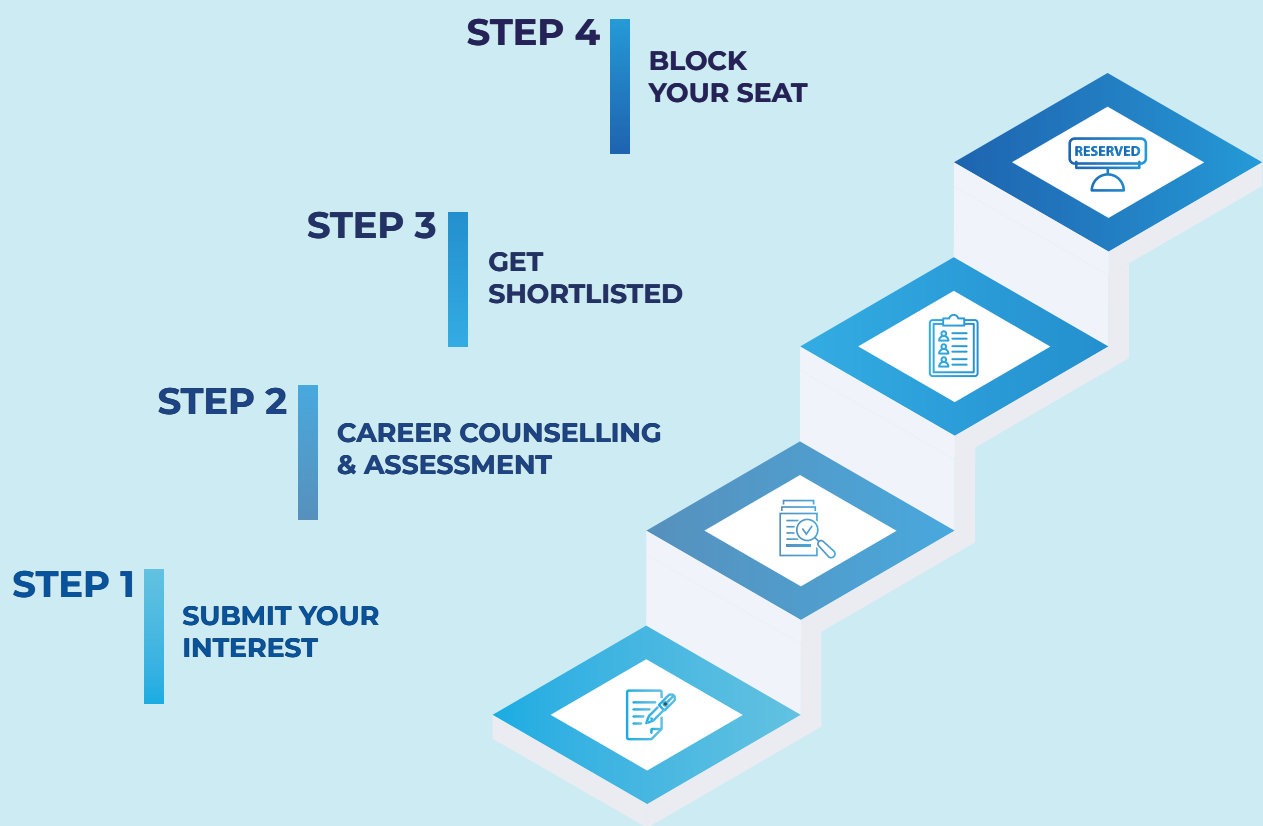 STEP 4
BLOCK
YOUR SEAT
RESERVED
STEP 3
GET
SHORTLISTED
STEP 2
CAREER COUNSELLING
& ASSESSMENT
STEP 1
SUBMIT YOUR
INTEREST